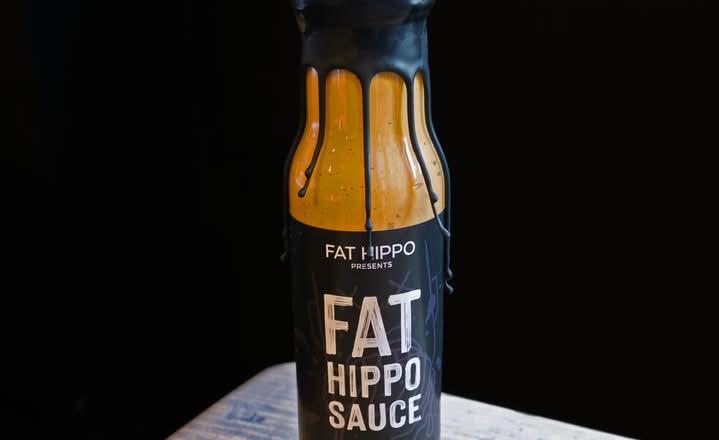 FAT HIPPO
PRESENTS
FAT
HIPPO
SAUCE